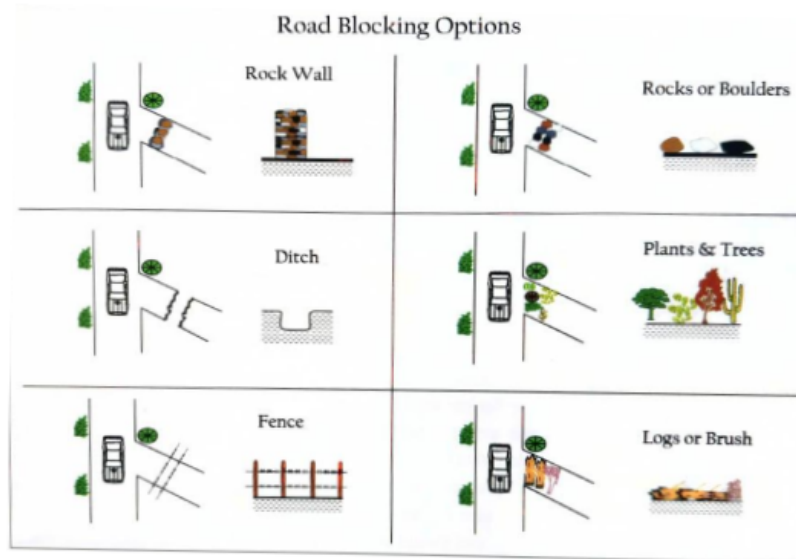 Road Blocking Options
Rock Wall
Rocks or Boulders
Ditch
Plants & Trees
Fence
Logs or Brush